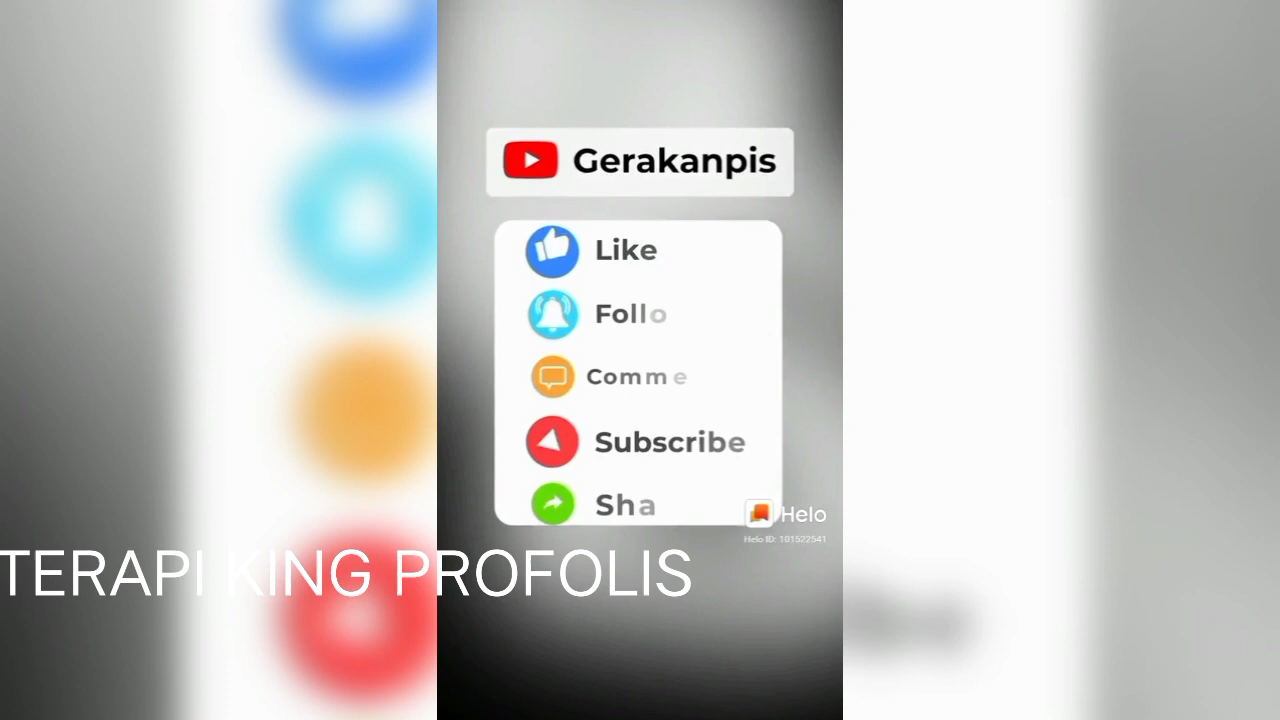 Gerakanpis
Like
Follo
Comme
Subscribe
Sha
Helo
Helo ID: 101522541
TERAPI KING PROFOLIS